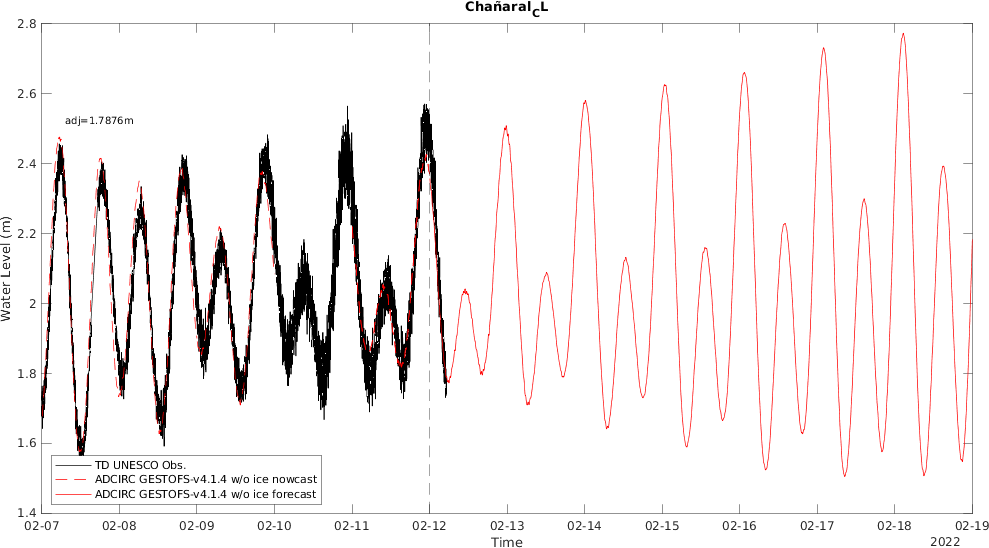 Chañaral_CL
2.8
2.6
2.4
2.2
2
1.8
1.6
1.4
Water Level (m)
adj=1.7876m
TD UNESCO Obs.
ADCIRC GESTOFS-v4.1.4 w/o ice nowcast
ADCIRC GESTOFS-v4.1.4 w/o ice forecast
02-07 02-08 02-09 02-10 02-11 02-12 02-13 02-14 02-15 02-16 02-17 02-18 02-19
Time
2022